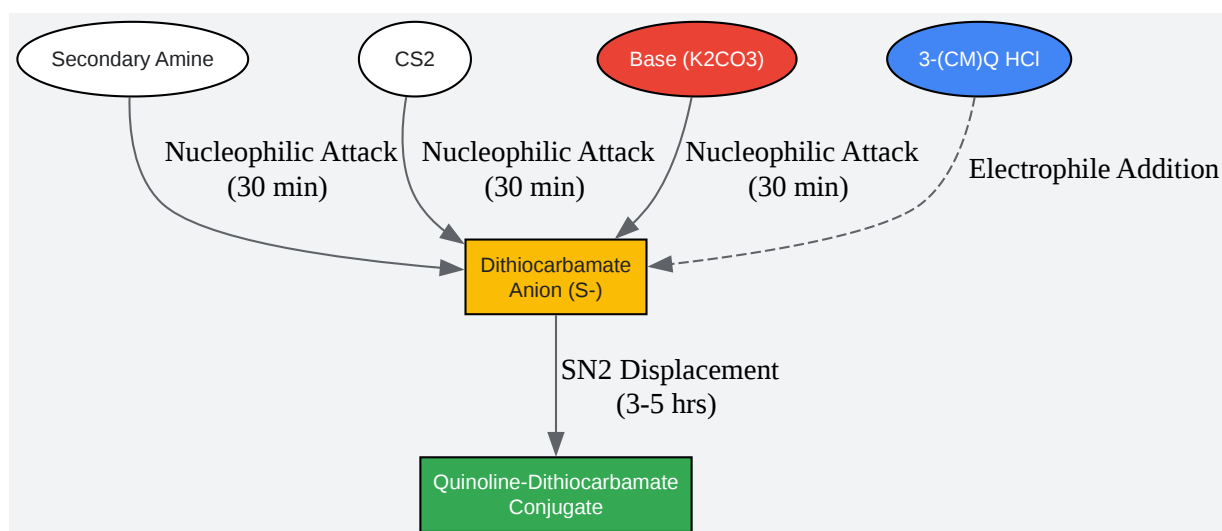 Secondary Amine
CS2
Base (K2CO3)
3-(CM)Q HCl
Nucleophilic Attack
(30 min)
Nucleophilic Attack
(30 min)
Nucleophilic Attack
(30 min)
Electrophile Addition
Dithiocarbamate
Anion (S-)
SN2 Displacement
(3-5 hrs)
Quinoline-Dithiocarbamate
Conjugate